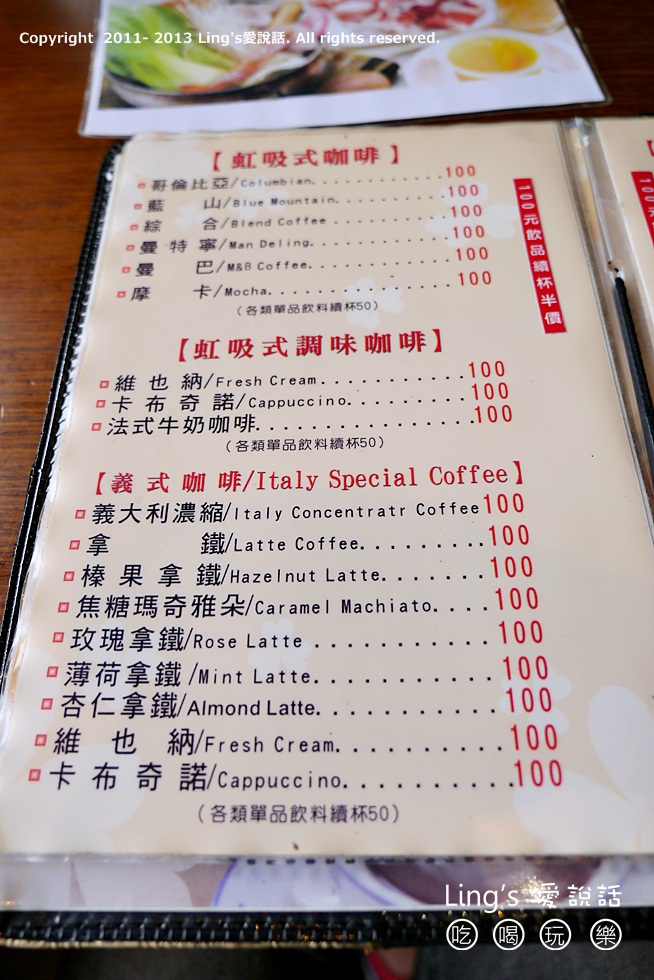 Copyright 2011- 2013 Ling's愛說話. All rights reserved.
【虹吸式咖啡】
哥倫比亞/Columbian............100
藍 山/Blue Mountain..........100
綜 合/Blend Coffee...........100
曼特寧/Man Deling............100
曼 巴/M&B Coffee............100
摩 卡/Mocha................100
(各類單品飲料續杯50)
100元飲品續杯半價
【虹吸式調味咖啡】
維也納/Fresh Cream...........100
卡布奇諾/Cappuccino.........100
法式牛奶咖啡................100
(各類單品飲料續杯50)
【義式咖啡/Italy Special Coffee】
義大利濃縮/Italy Concentratr Coffee100
拿 鐵/Latte Coffee.........100
榛果拿鐵/Hazelnut Latte.......100
焦糖瑪奇雅朵/Caramel Machiato....100
玫瑰拿鐵/Rose Latte ...........100
薄荷拿鐵/Mint Latte...........100
杏仁拿鐵/Almond Latte...........100
維也納/Fresh Cream..........100
卡布奇諾/Cappuccino..........100
(各類單品飲料續杯50)
Ling's 愛說話
吃喝玩樂